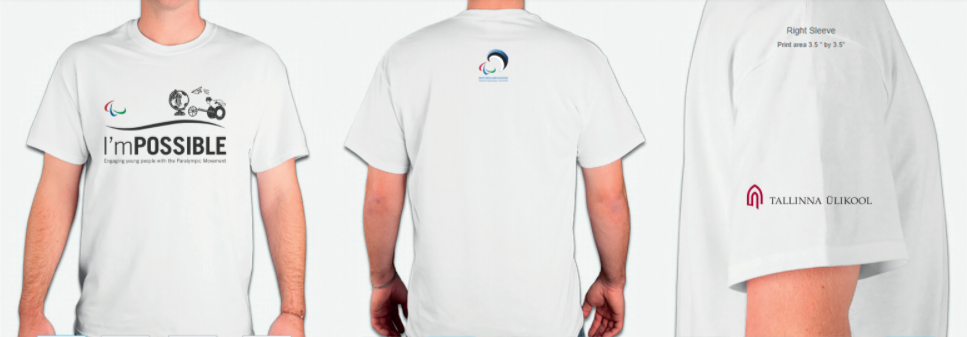 I'mPOSSIBLE
Engaging young people with the Paralympic Movement
Right Sleeve
Print area 3.5 " by 3.5"
TALLINNA ÜLIKOOL